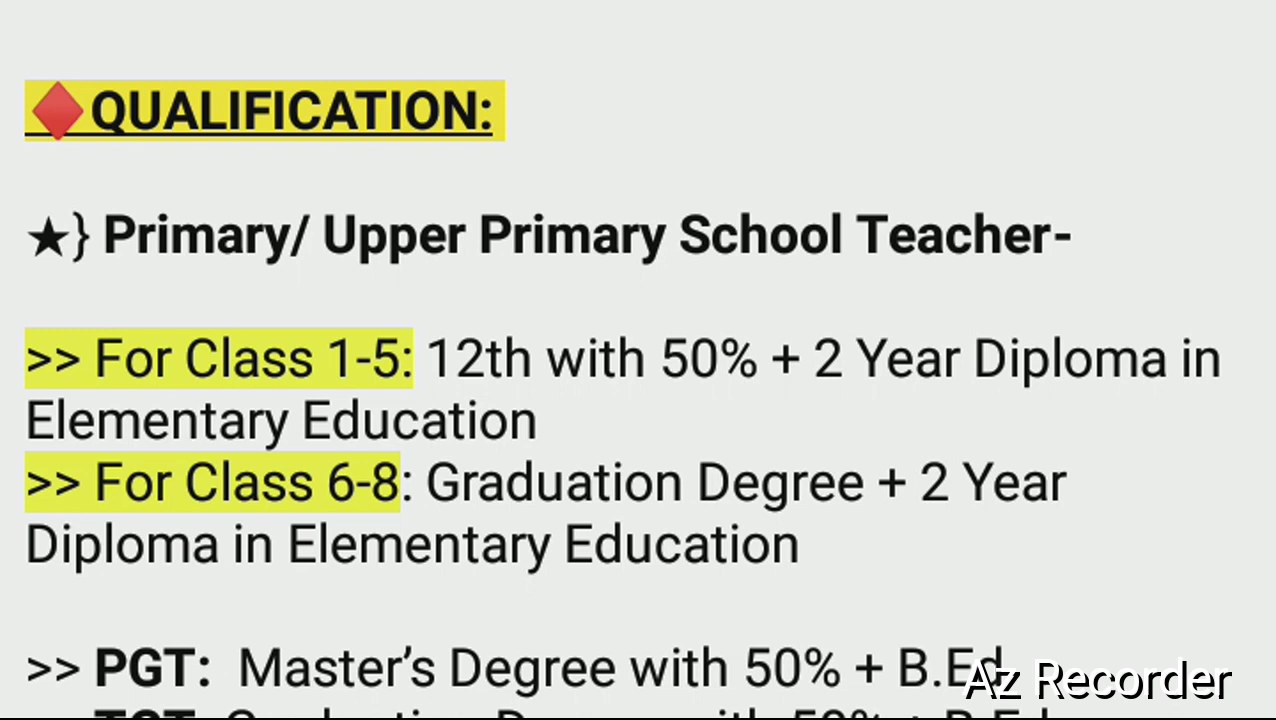 ♦QUALIFICATION:
★} Primary/ Upper Primary School Teacher-
>> For Class 1-5: 12th with 50% + 2 Year Diploma in
Elementary Education
>> For Class 6-8: Graduation Degree + 2 Year
Diploma in Elementary Education
>> PGT: Master’s Degree with 50% + B.Ed
Az Recorder